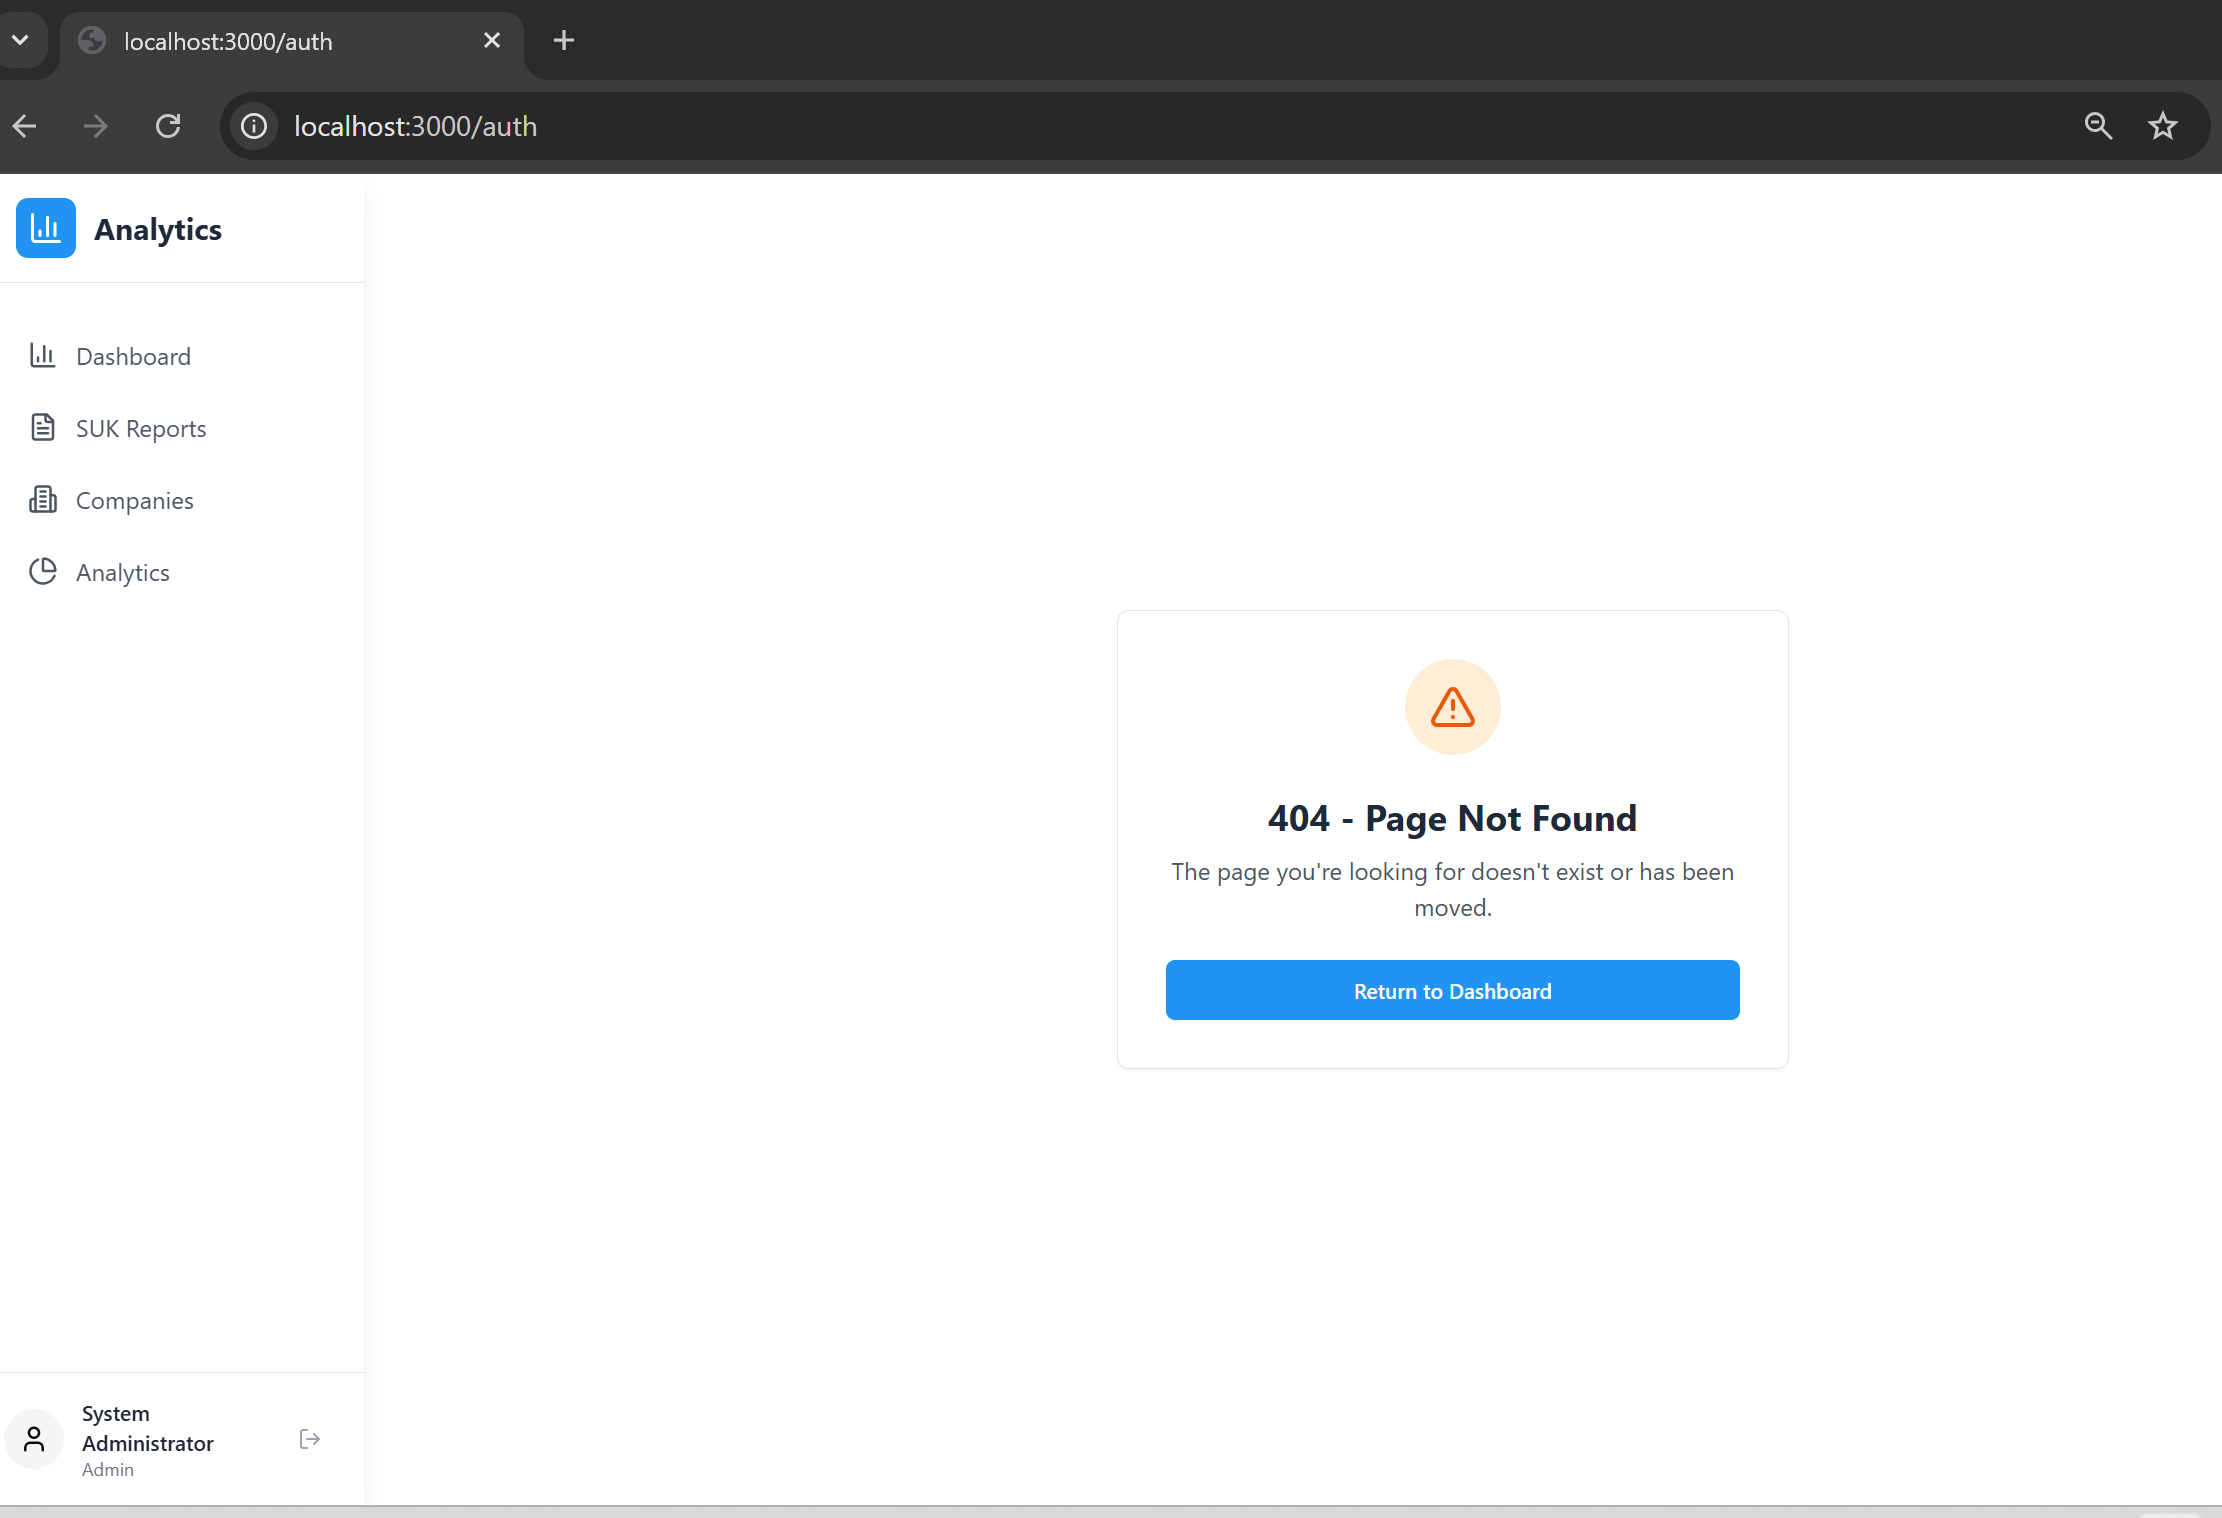 localhost:3000/auth
localhost:3000/auth
Analytics
Dashboard
SUK Reports
Companies
Analytics
404 - Page Not Found
The page you're looking for doesn't exist or has been
moved.
Return to Dashboard
System
Administrator
Admin